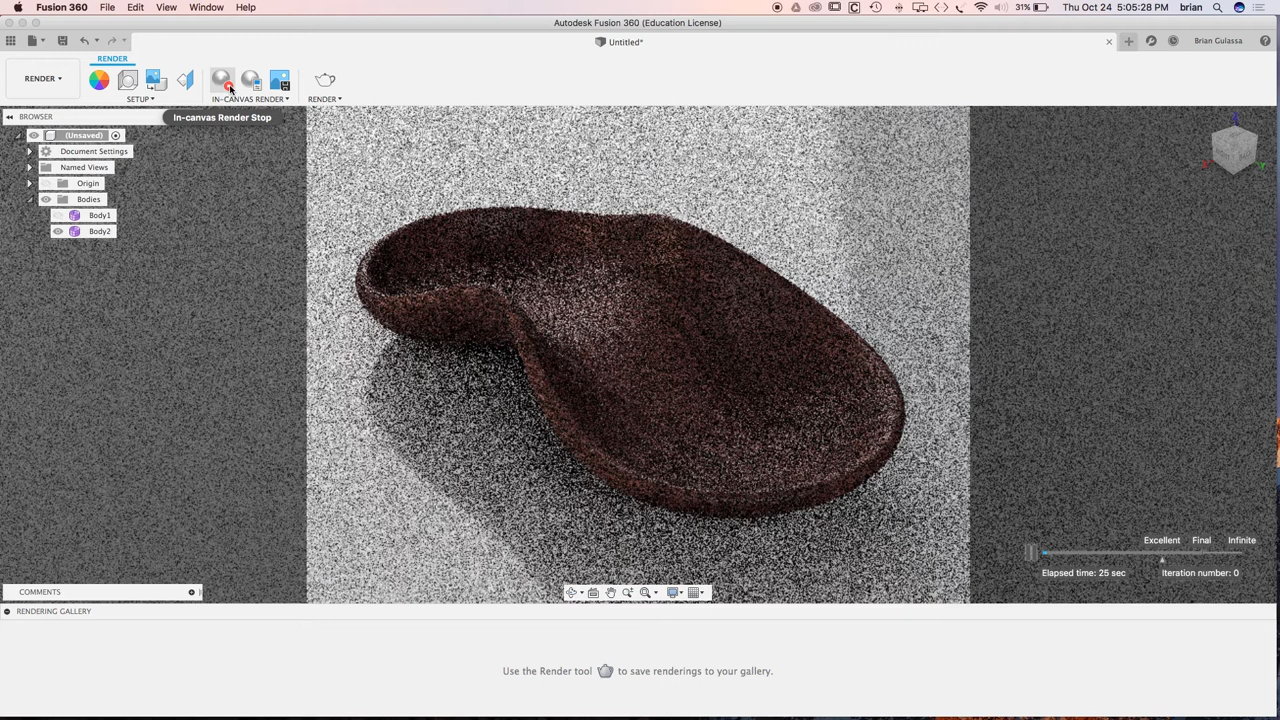 Fusion 360 File Edit View Window Help 31% Thu Oct 24 5:05:28 PM brian
Autodesk Fusion 360 (Education License)
Untitled* Brian Gulassa
RENDER
RENDER
SETUP IN-CANVAS RENDER RENDER
BROWSER
In-canvas Render Stop
(Unsaved)
Document Settings
Named Views
Origin
Bodies
Body1
Body2
Excellent Final Infinite
Elapsed time: 25 sec Iteration number: 0
COMMENTS
RENDERING GALLERY
Use the Render tool to save renderings to your gallery.